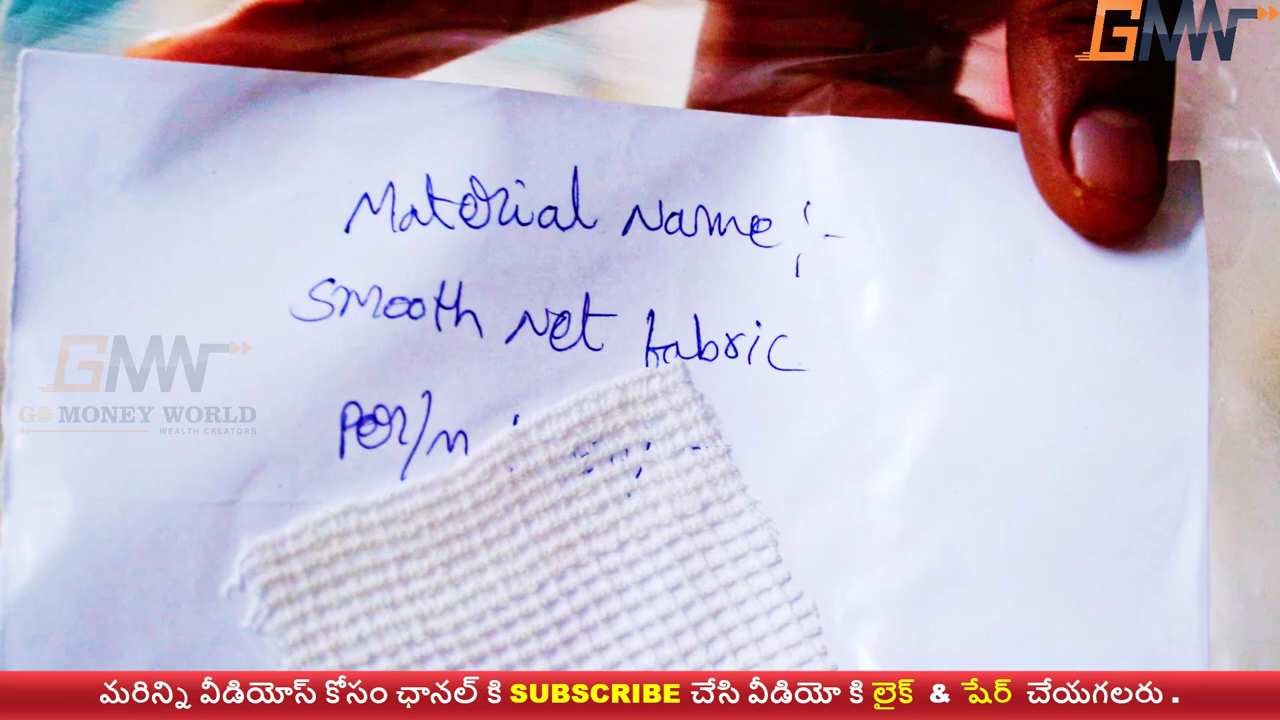 GMW
Material Name :-
Smooth Net fabric
Per/m :
GMW
GO MONEY WORLD
WEALTH CREATORS
మరిన్ని వీడియోస్ కోసం ఛానల్ కి SUBSCRIBE చేసి వీడియో కి లైక్ & షేర్ చేయగలరు .